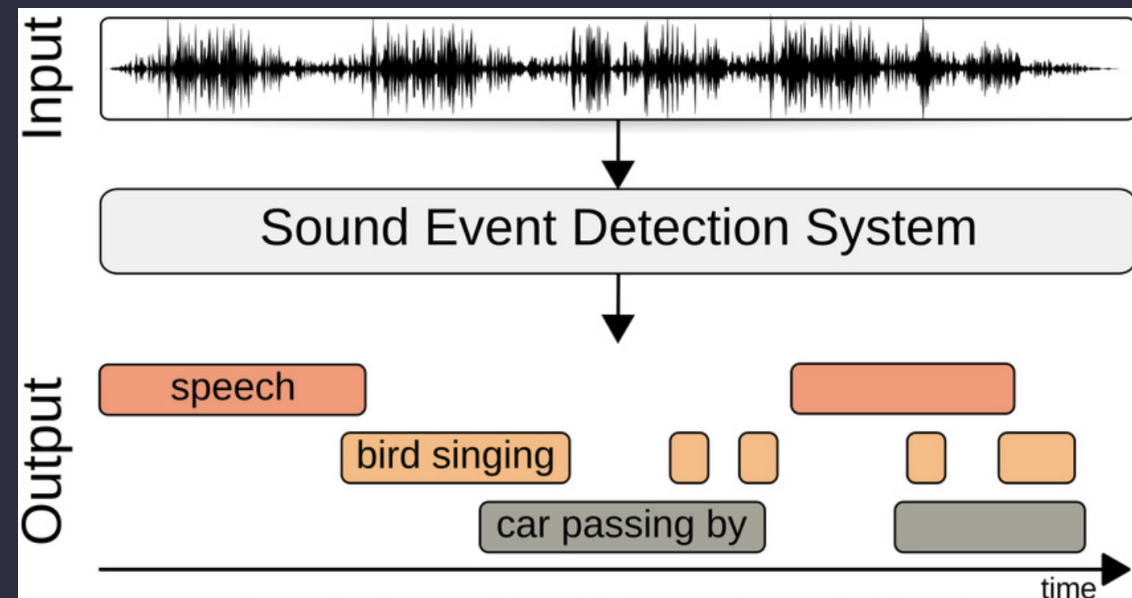 Input
Sound Event Detection System
Output
speech
bird singing
car passing by
time